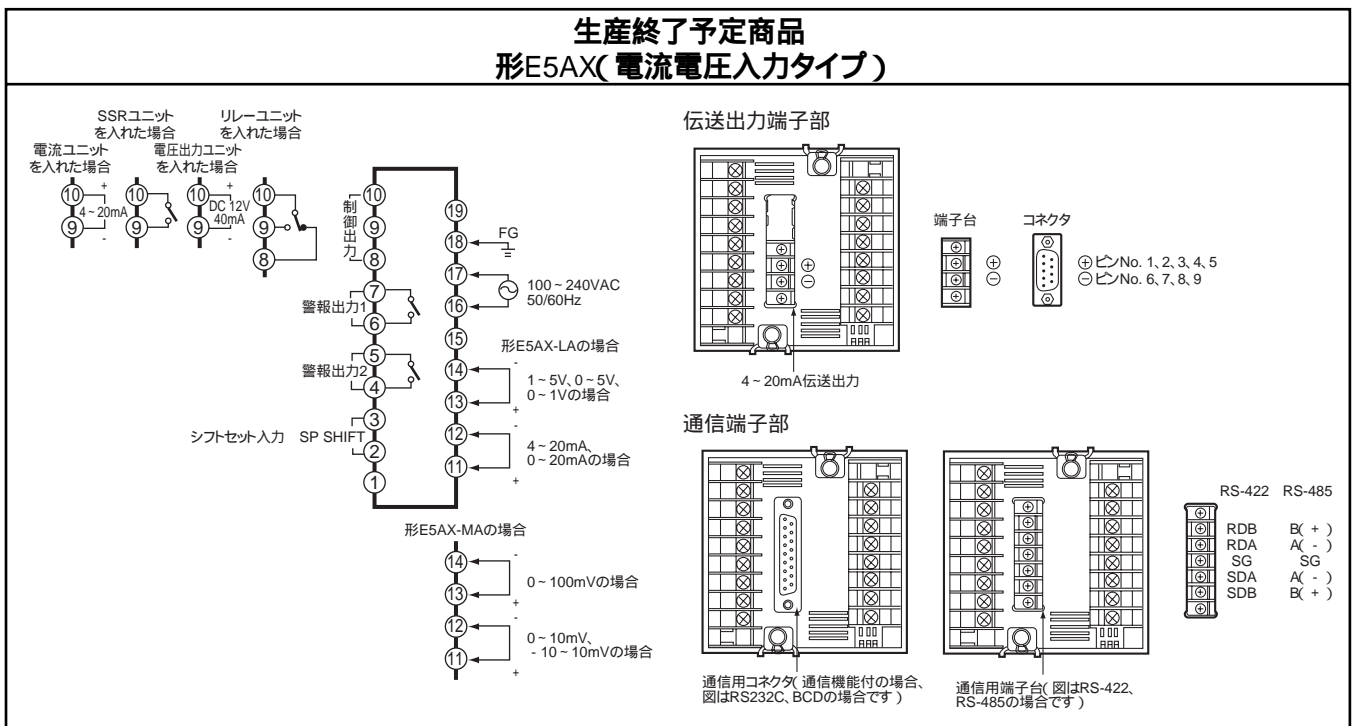 生産終了予定商品
形E5AX(電流電圧入力タイプ)
SSRユニット
を入れた場合
リレーユニット
を入れた場合
電流ユニット
を入れた場合
電圧出力ユニット
を入れた場合
10
+
4~20mA
9
-
10
9
10
+
DC 12V
40mA
9
-
10
9
8
10
制御出力
9
8
7
警報出力1
6
5
警報出力2
4
3
シフトセット入力 SP SHIFT
2
1
19
18
FG
17
100~240VAC
50/60Hz
16
15
形E5AX-LAの場合
14
-
1~5V、0~5V、
0~1Vの場合
13
+
12
-
4~20mA、
0~20mAの場合
11
+
形E5AX-MAの場合
14
-
0~100mVの場合
13
+
12
-
0~10mV、
-10~10mVの場合
11
+
伝送出力端子部
⊕
⊖
4~20mA伝送出力
端子台
⊕
⊖
コネクタ
⊕ピンNo. 1、2、3、4、5
⊖ピンNo. 6、7、8、9
通信端子部
通信用コネクタ(通信機能付の場合、
図はRS232C、BCDの場合です)
通信用端子台(図はRS-422、
RS-485の場合です)
RS-422 RS-485
RDB B(+)
RDA A(-)
SG SG
SDA A(-)
SDB B(+)